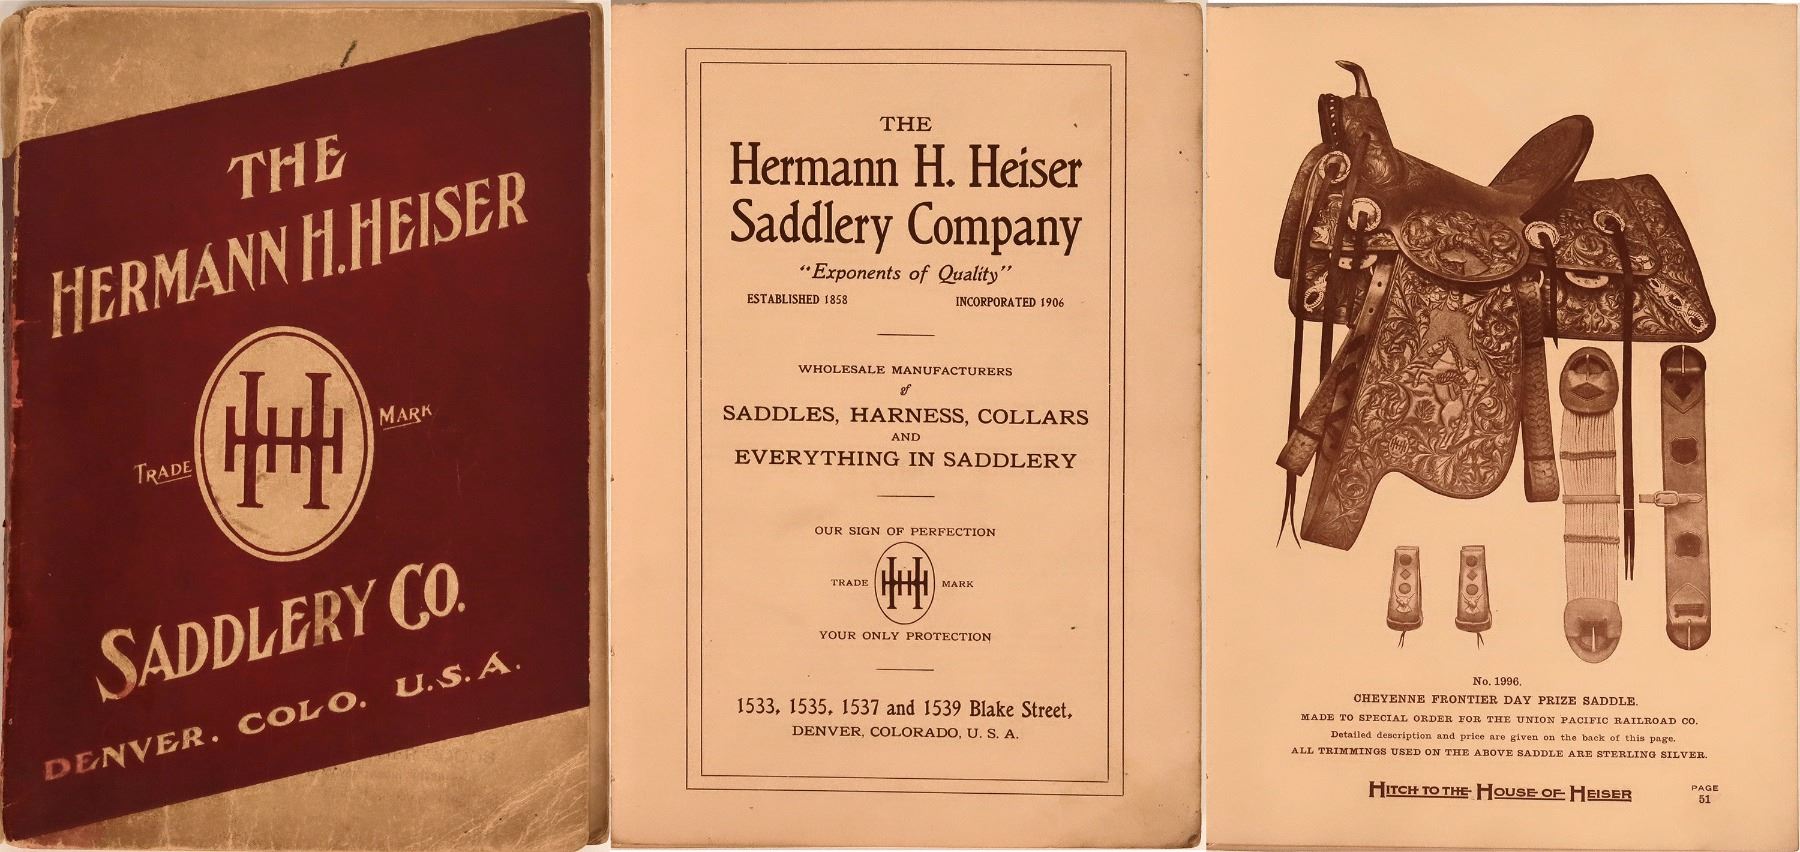 THE
HERMANN H. HEISER
TRADE
HHH
MARK
SADDLERY CO.
DENVER. COLO. U.S.A.
THE
Hermann H. Heiser
Saddlery Company
"Exponents of Quality"
ESTABLISHED 1858 INCORPORATED 1906
WHOLESALE MANUFACTURERS
of
SADDLES, HARNESS, COLLARS
AND
EVERYTHING IN SADDLERY
OUR SIGN OF PERFECTION
TRADE HHH MARK
YOUR ONLY PROTECTION
1533, 1535, 1537 and 1539 Blake Street,
DENVER, COLORADO, U. S. A.
No. 1996.
CHEYENNE FRONTIER DAY PRIZE SADDLE.
MADE TO SPECIAL ORDER FOR THE UNION PACIFIC RAILROAD CO.
Detailed description and price are given on the back of this page.
ALL TRIMMINGS USED ON THE ABOVE SADDLE ARE STERLING SILVER.
HITCH TO THE HOUSE OF HEISER
PAGE
51